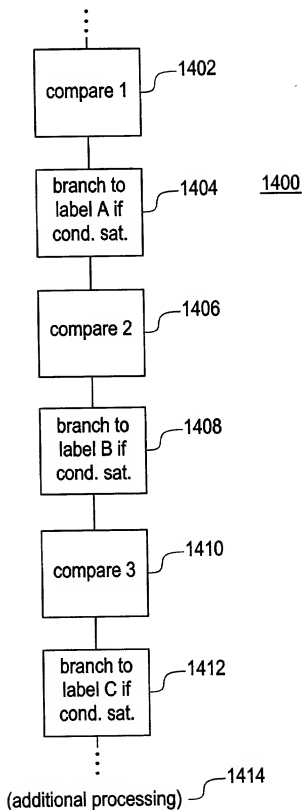 compare 1
1402
branch to
label A if
cond. sat.
1404
1400
compare 2
1406
branch to
label B if
cond. sat.
1408
compare 3
1410
branch to
label C if
cond. sat.
1412
(additional processing)
1414